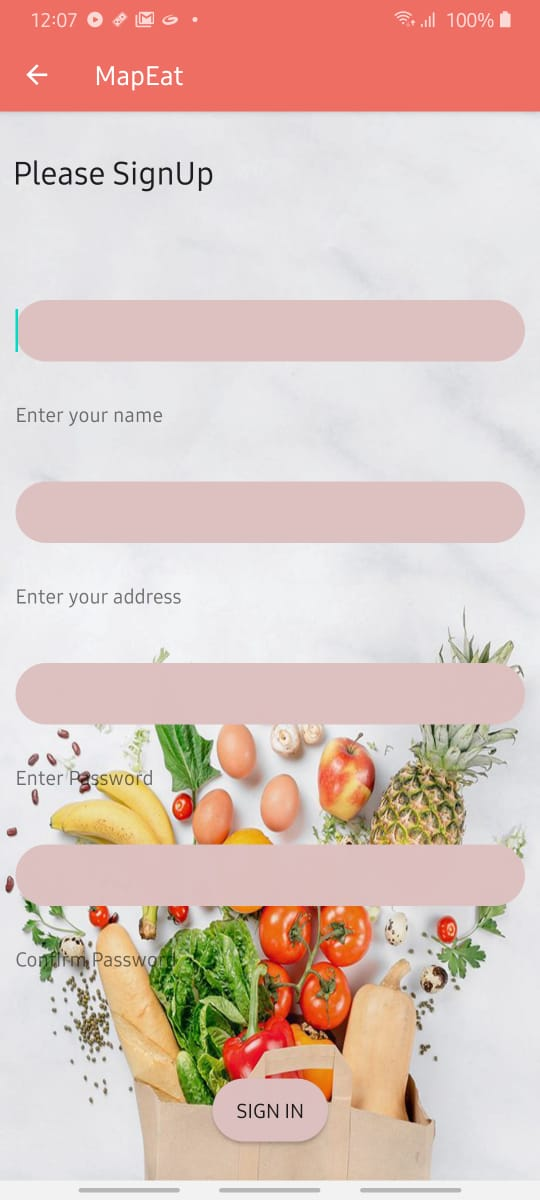 12:07 100%
MapEat
Please SignUp
Enter your name
Enter your address
Enter Password
Confirm Password
SIGN IN